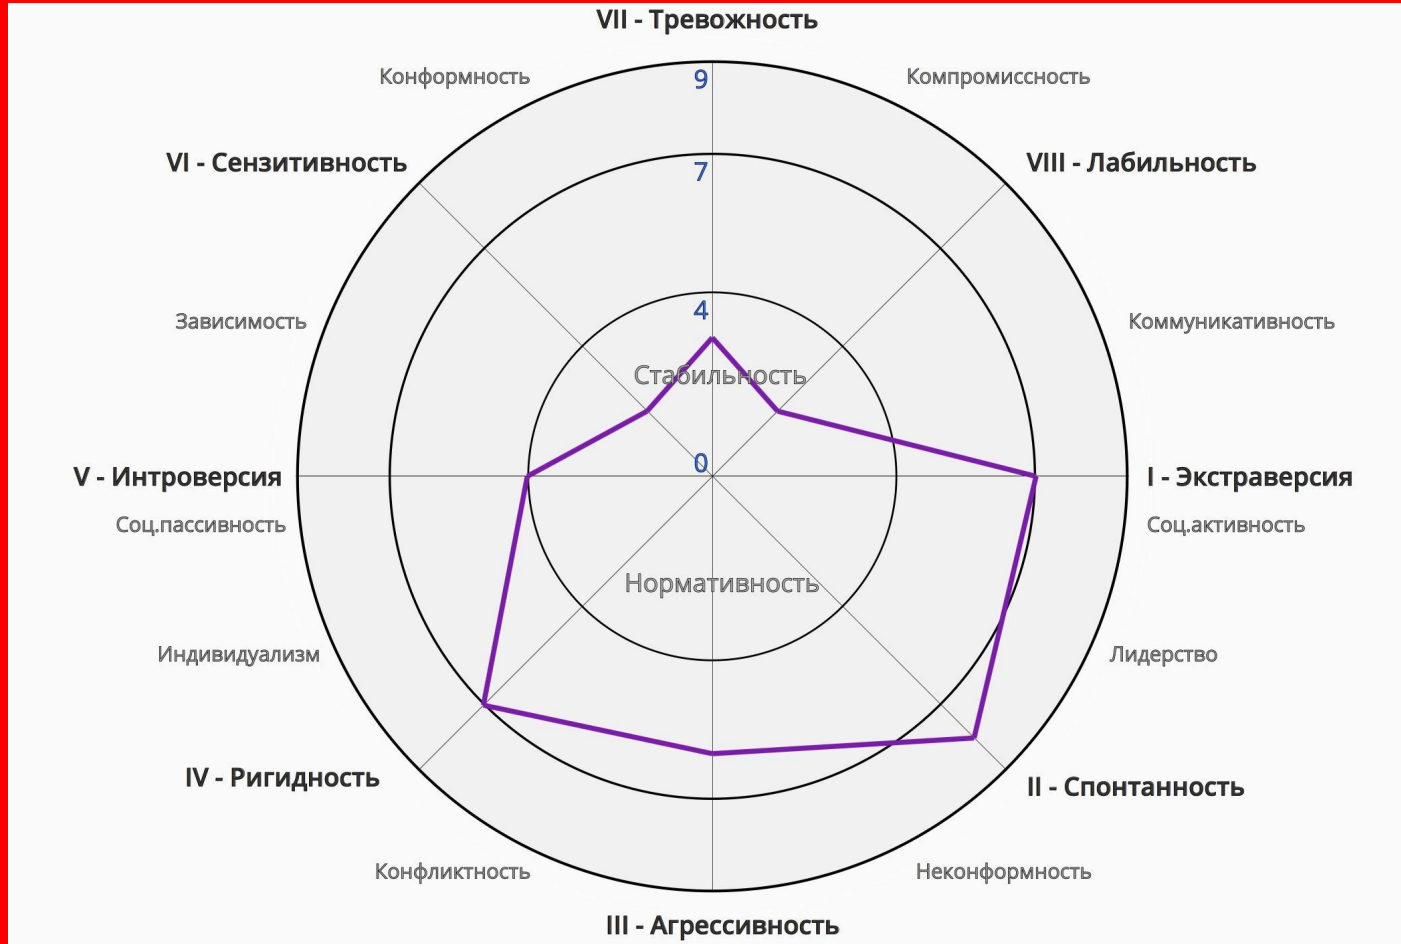 VII - Тревожность
Конформность
9
Компромиссность
VI - Сензитивность
7
VIII - Лабильность
4
Зависимость
Коммуникативность
Стабильность
0
V - Интроверсия
I - Экстраверсия
Соц.пассивность
Соц.активность
Нормативность
Индивидуализм
Лидерство
IV - Ригидность
II - Спонтанность
Конфликтность
Неконформность
III - Агрессивность